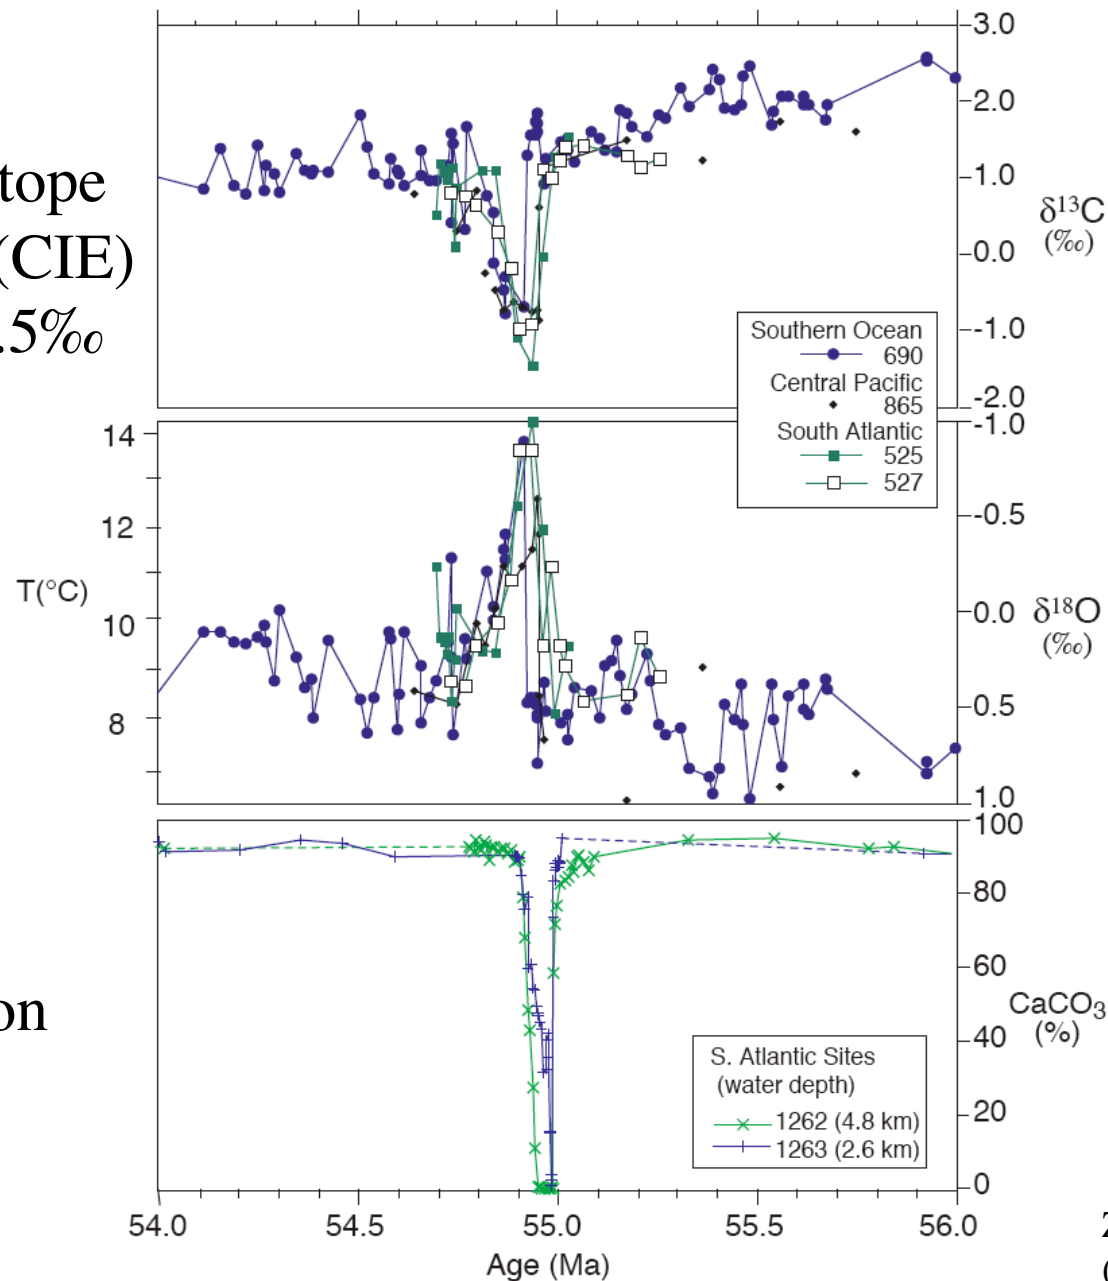 tope
(CIE)
.5‰
on
3.0
2.0
1.0
0.0
-1.0
-2.0
δ¹³C
(‰)
Southern Ocean
690
Central Pacific
865
South Atlantic
525
527
14
12
10
8
T(°C)
-1.0
-0.5
0.0
0.5
1.0
δ¹⁸O
(‰)
100
80
60
40
20
0
CaCO₃
(%)
S. Atlantic Sites
(water depth)
1262 (4.8 km)
1263 (2.6 km)
54.0 54.5 55.0 55.5 56.0
Age (Ma)